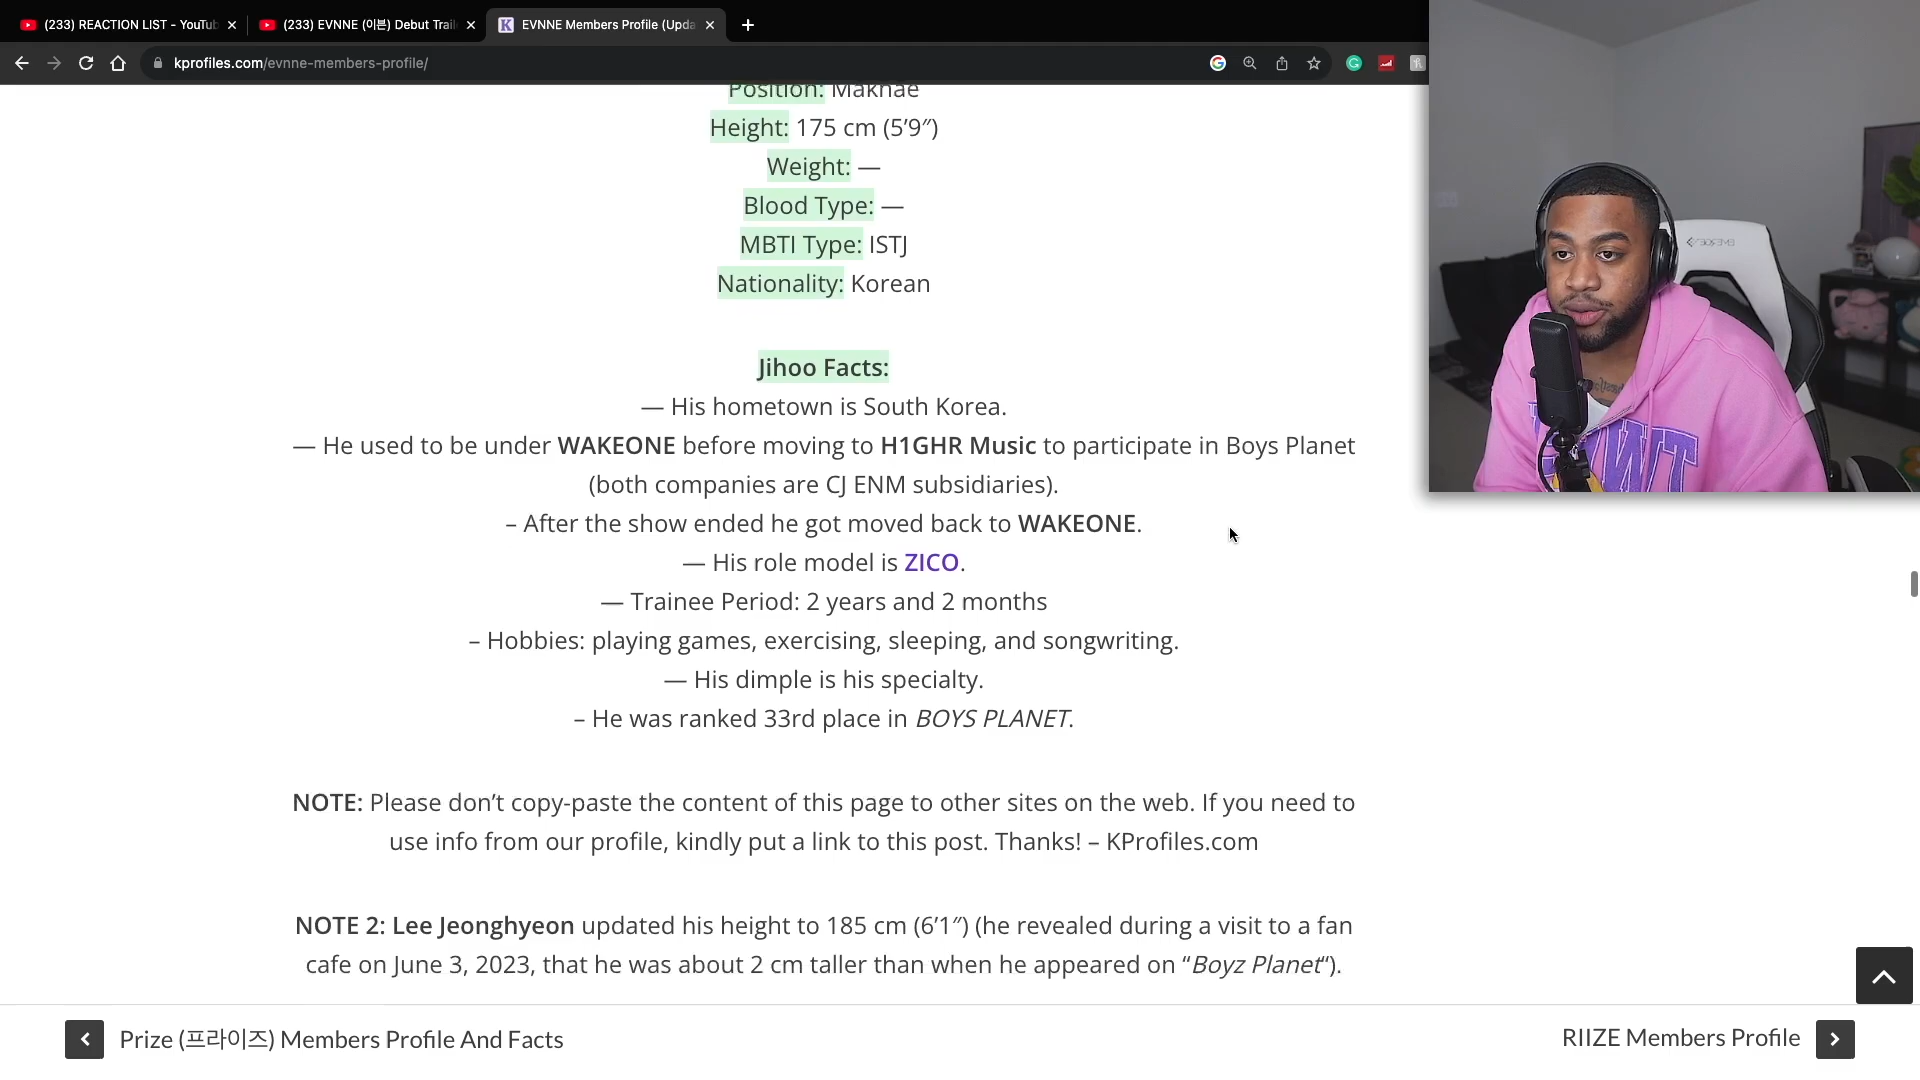 (233) REACTION LIST - YouTub
(233) EVNNE (이븐) Debut Trail
EVNNE Members Profile (Upda
kprofiles.com/evnne-members-profile/
Position: Maknae
Height: 175 cm (5’9″)
Weight: —
Blood Type: —
MBTI Type: ISTJ
Nationality: Korean
Jihoo Facts:
— His hometown is South Korea.
— He used to be under WAKEONE before moving to H1GHR Music to participate in Boys Planet
(both companies are CJ ENM subsidiaries).
– After the show ended he got moved back to WAKEONE.
— His role model is ZICO.
— Trainee Period: 2 years and 2 months
– Hobbies: playing games, exercising, sleeping, and songwriting.
— His dimple is his specialty.
– He was ranked 33rd place in BOYS PLANET.
NOTE: Please don’t copy-paste the content of this page to other sites on the web. If you need to
use info from our profile, kindly put a link to this post. Thanks! – KProfiles.com
NOTE 2: Lee Jeonghyeon updated his height to 185 cm (6’1″) (he revealed during a visit to a fan
cafe on June 3, 2023, that he was about 2 cm taller than when he appeared on “Boyz Planet“).
Prize (프라이즈) Members Profile And Facts
RIIZE Members Profile